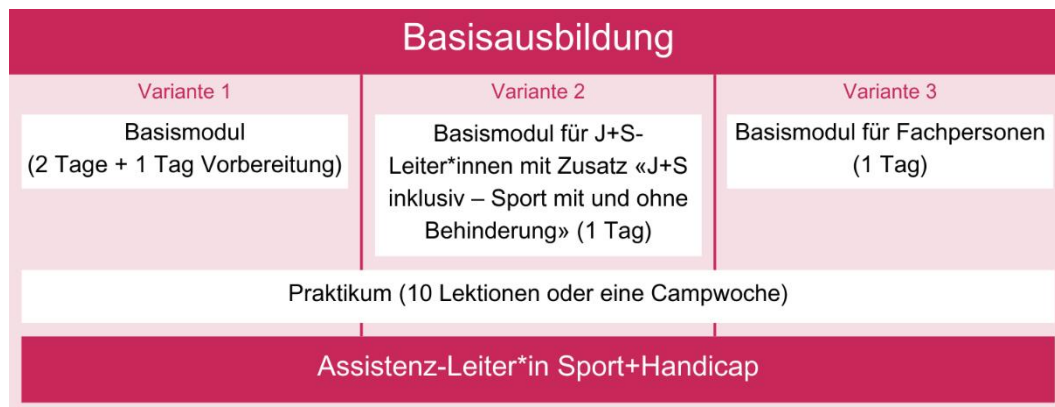 Basisausbildung
Variante 1
Basismodul
(2 Tage + 1 Tag Vorbereitung)
Variante 2
Basismodul für J+S-
Leiter*innen mit Zusatz «J+S
inklusiv – Sport mit und ohne
Behinderung» (1 Tag)
Variante 3
Basismodul für Fachpersonen
(1 Tag)
Praktikum (10 Lektionen oder eine Campwoche)
Assistenz-Leiter*in Sport+Handicap